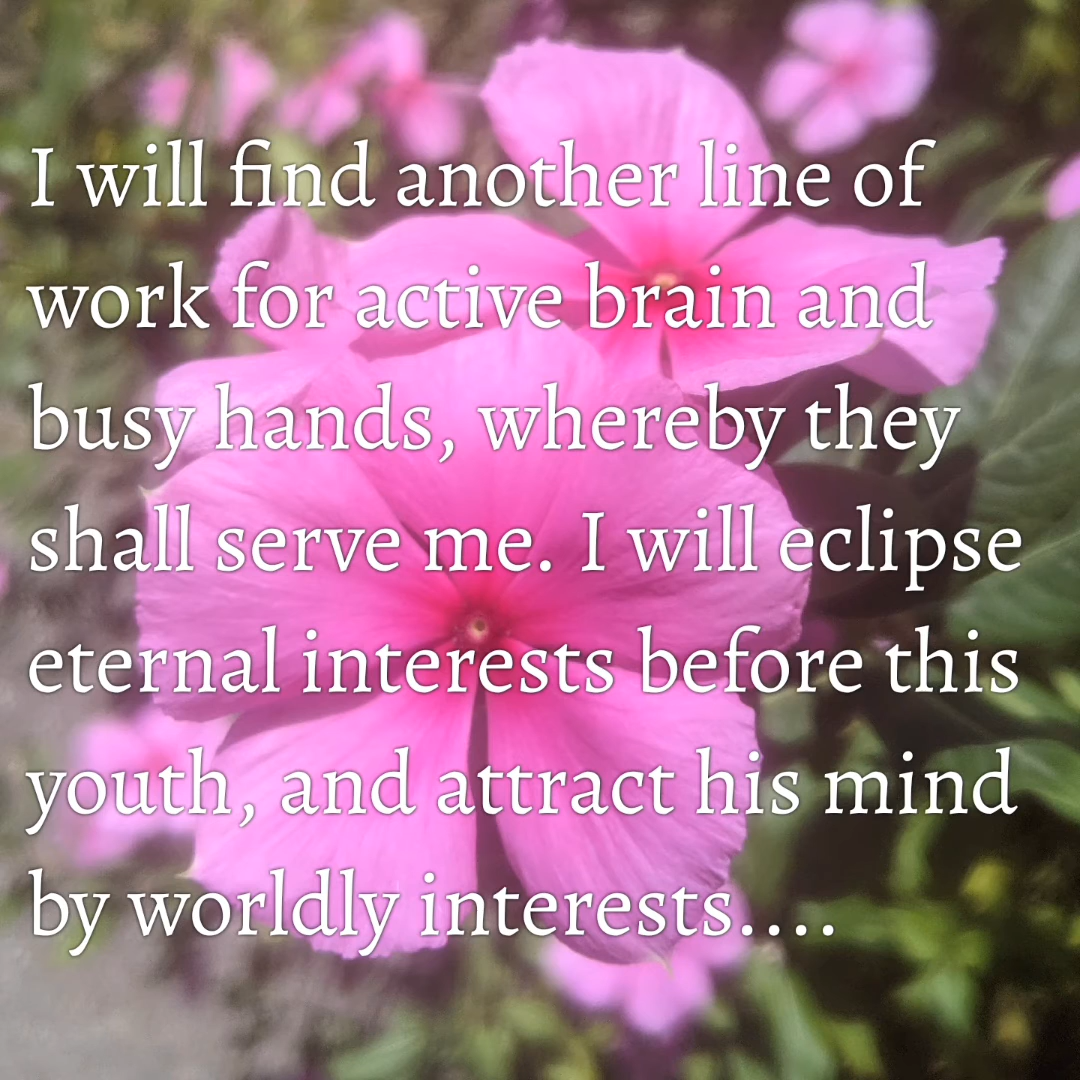 I will find another line of
work for active brain and
busy hands, whereby they
shall serve me. I will eclipse
eternal interests before this
youth, and attract his mind
by worldly interests....